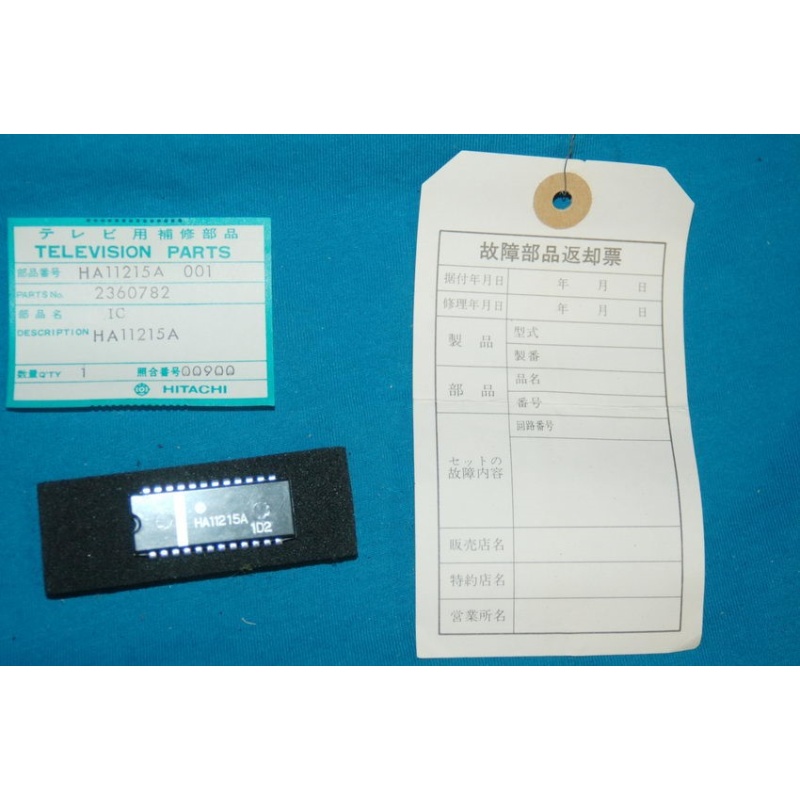 テレビ用補修部品
TELEVISION PARTS
部品番号 HA11215A 001
PARTS No. 2360782
部品名 IC
DESCRIPTION HA11215A
数量 Q'TY 1 照合番号 00900
HITACHI
HA11215A
1D2
故障部品返却票
据付年月日 年 月 日
修理年月日 年 月 日
製品 型式
製番
部品 品名
番号
回路番号
セットの
故障内容
販売店名
特約店名
営業所名